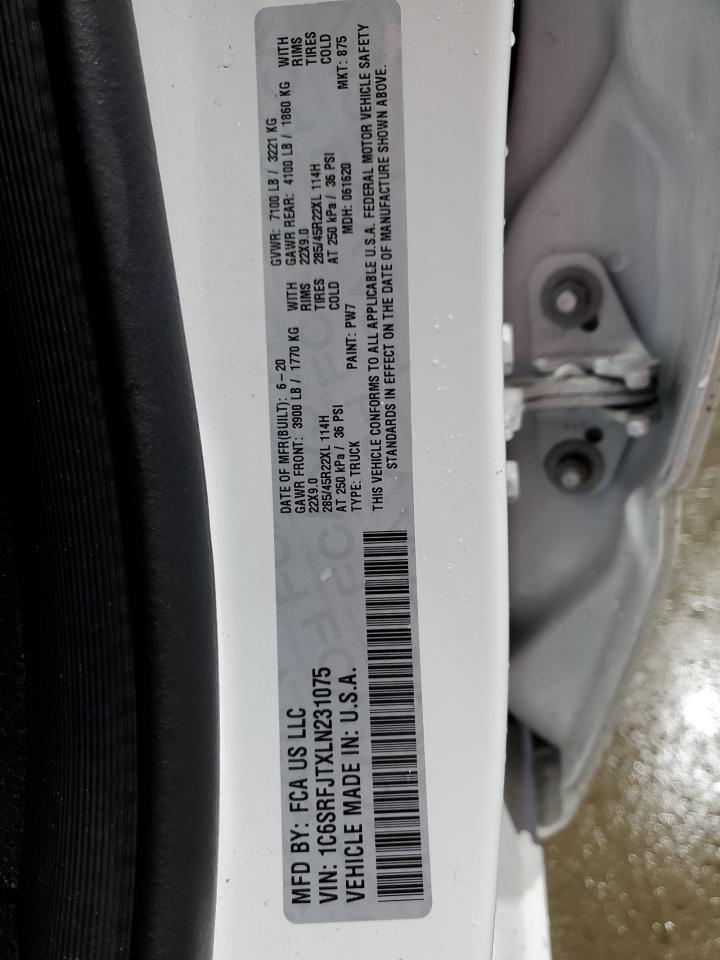 MFD BY: FCA US LLC
VIN: 1C6SRFJTXLN231075
VEHICLE MADE IN: U.S.A.
DATE OF MFR(BUILT): 6-20 GVWR: 7100 LB / 3221 KG
GAWR FRONT: 3900 LB / 1770 KG WITH GAWR REAR: 4100 LB / 1860 KG WITH
22X9.0 RIMS 22X9.0 RIMS
285/45R22XL 114H TIRES 285/45R22XL 114H TIRES
AT 250 kPa / 36 PSI COLD AT 250 kPa / 36 PSI COLD
TYPE: TRUCK PAINT: PW7 MDH: 061620 MKT: 875
THIS VEHICLE CONFORMS TO ALL APPLICABLE U.S.A. FEDERAL MOTOR VEHICLE SAFETY
STANDARDS IN EFFECT ON THE DATE OF MANUFACTURE SHOWN ABOVE.